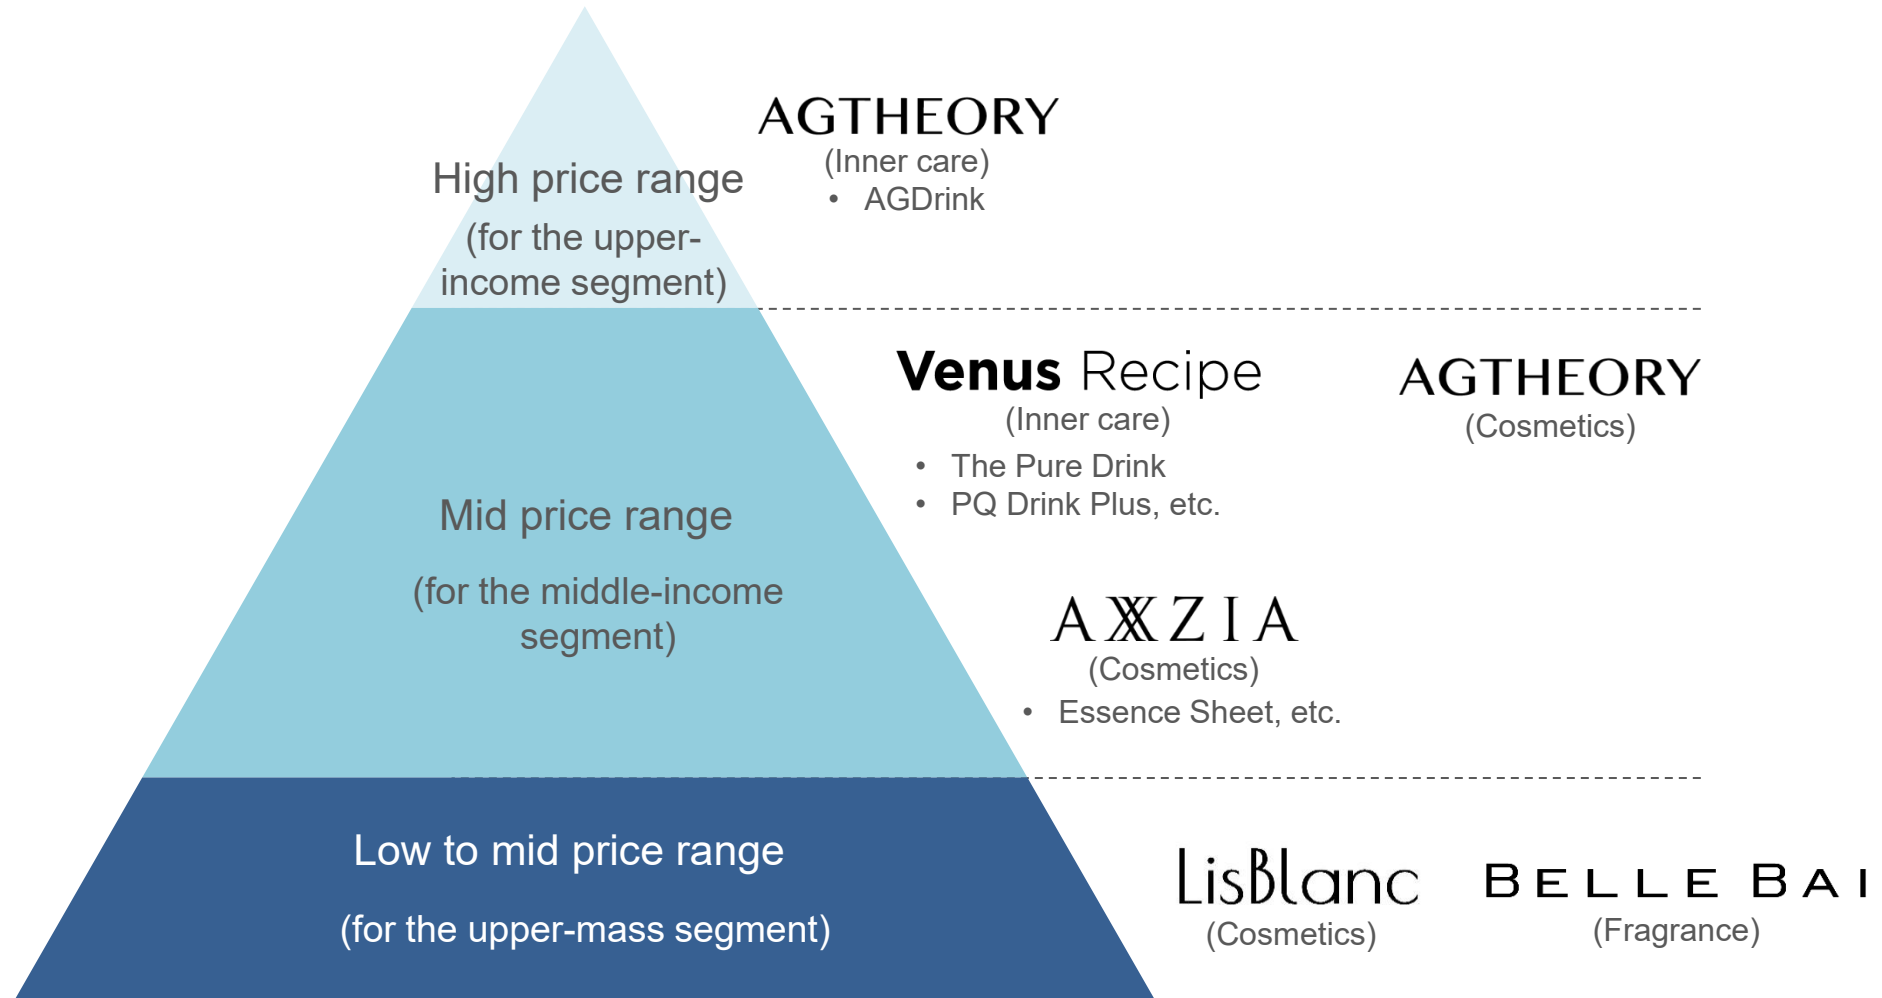 AGTHEORY
(Inner care)
• AGDrink
High price range
(for the upper-
income segment)
Venus Recipe
(Inner care)
• The Pure Drink
• PQ Drink Plus, etc.
AGTHEORY
(Cosmetics)
Mid price range
(for the middle-income
segment)
AXXZIA
(Cosmetics)
• Essence Sheet, etc.
Low to mid price range
(for the upper-mass segment)
LisBlanc
(Cosmetics)
BELLE BAI
(Fragrance)